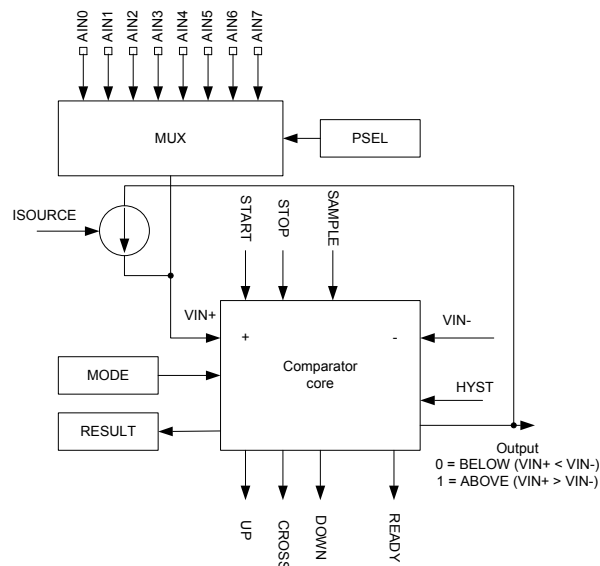 AIN0
AIN1
AIN2
AIN3
AIN4
AIN5
AIN6
AIN7
MUX
PSEL
ISOURCE
START
STOP
SAMPLE
VIN+
VIN-
+
-
MODE
Comparator
core
HYST
RESULT
Output
0 = BELOW (VIN+ < VIN-)
1 = ABOVE (VIN+ > VIN-)
UP
CROSS
DOWN
READY